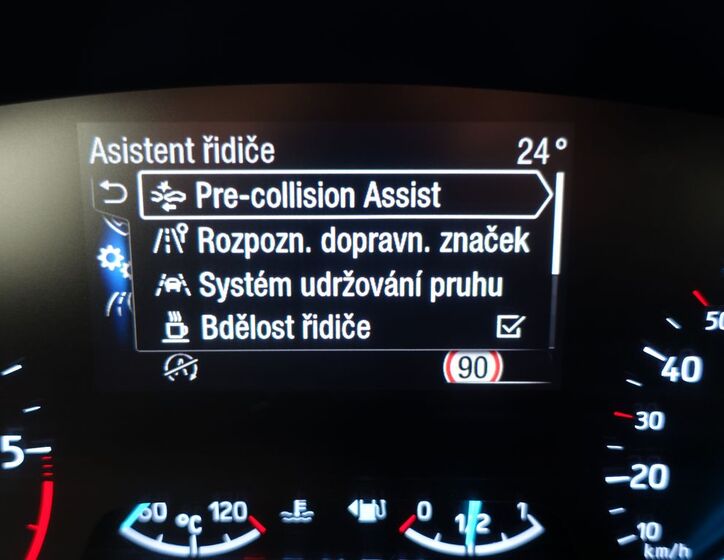 Asistent řidiče 24°
Pre-collision Assist
Rozpozn. dopravn. značek
Systém udržování pruhu
Bdělost řidiče
A 90
50
40
30
20
10
km/h
5
60 °C 120
0 1/2 1